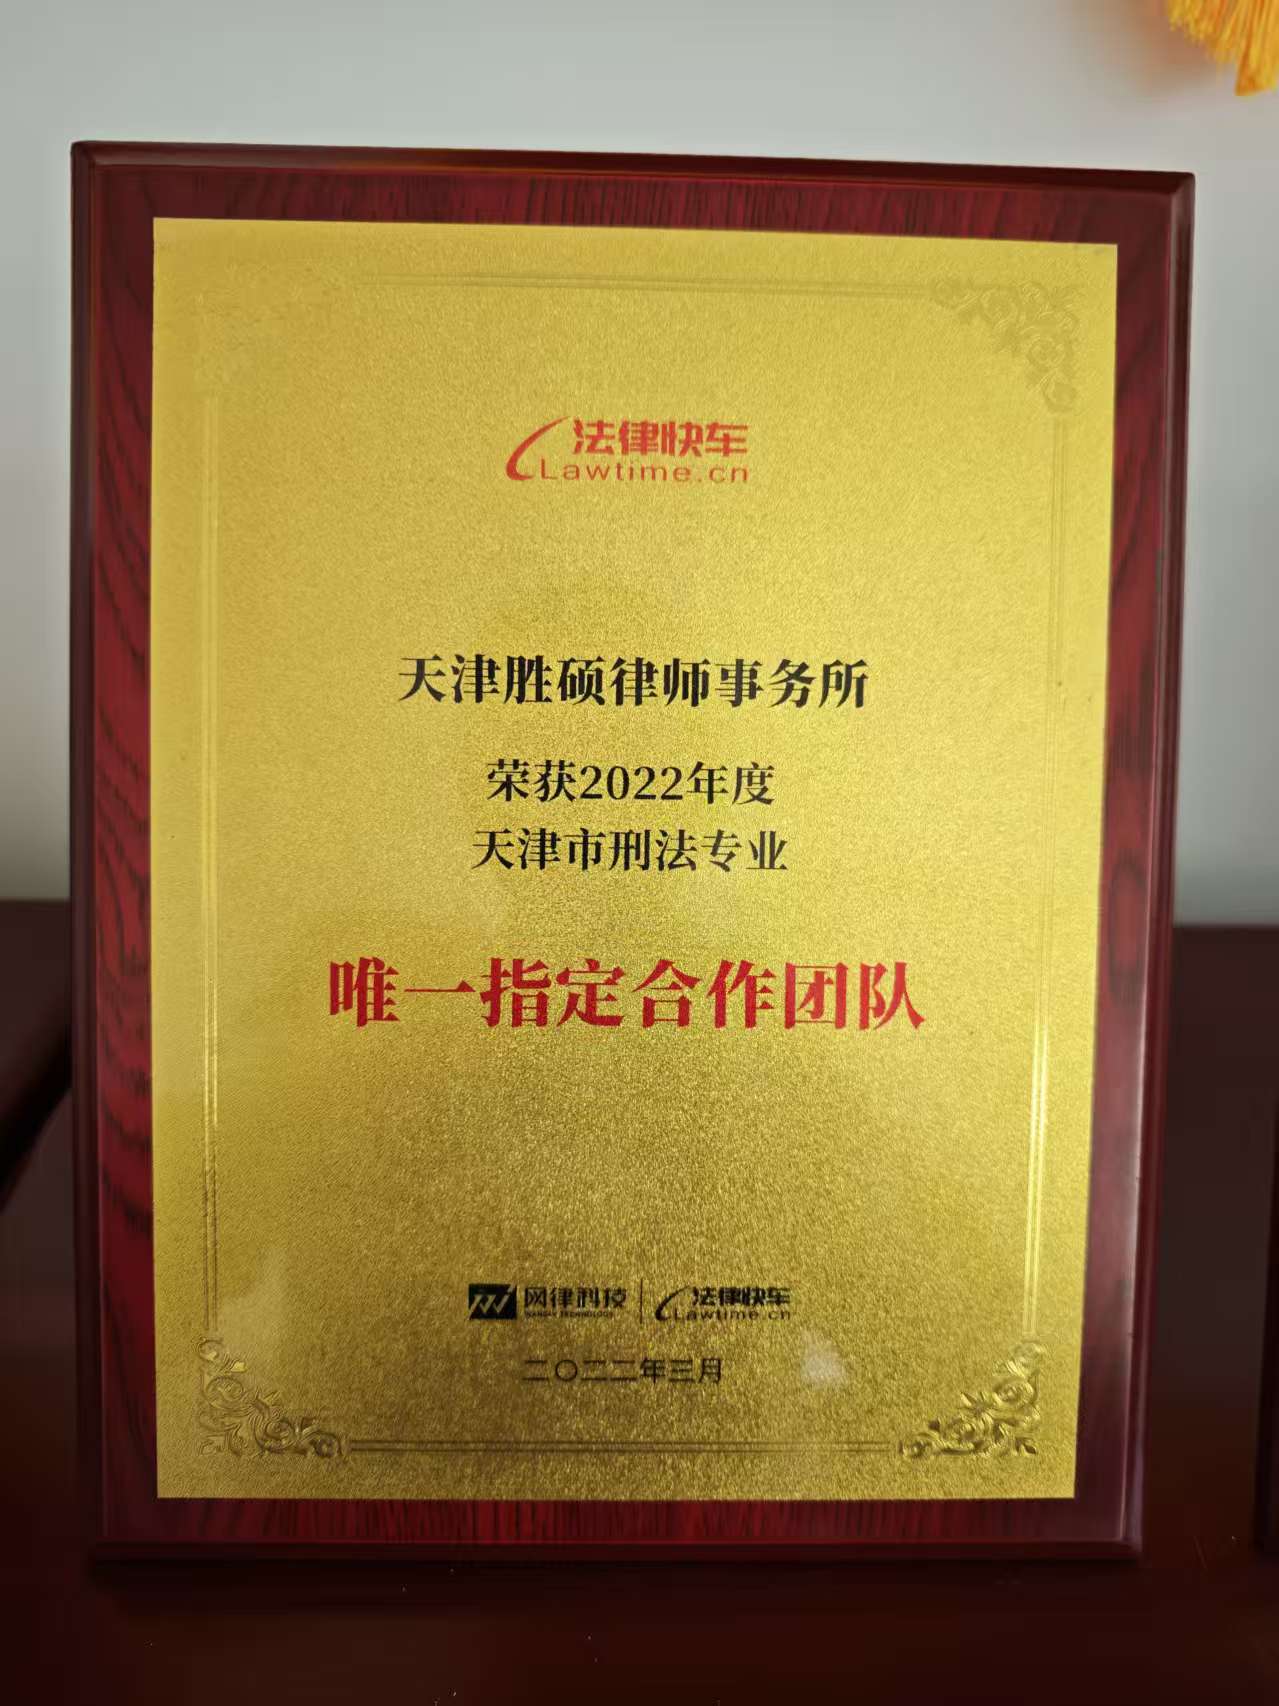 法律快车
Lawtime.cn
天津胜硕律师事务所
荣获2022年度
天津市刑法专业
唯一指定合作团队
网律科技 法律快车
Lawtime.cn
二〇二二年三月